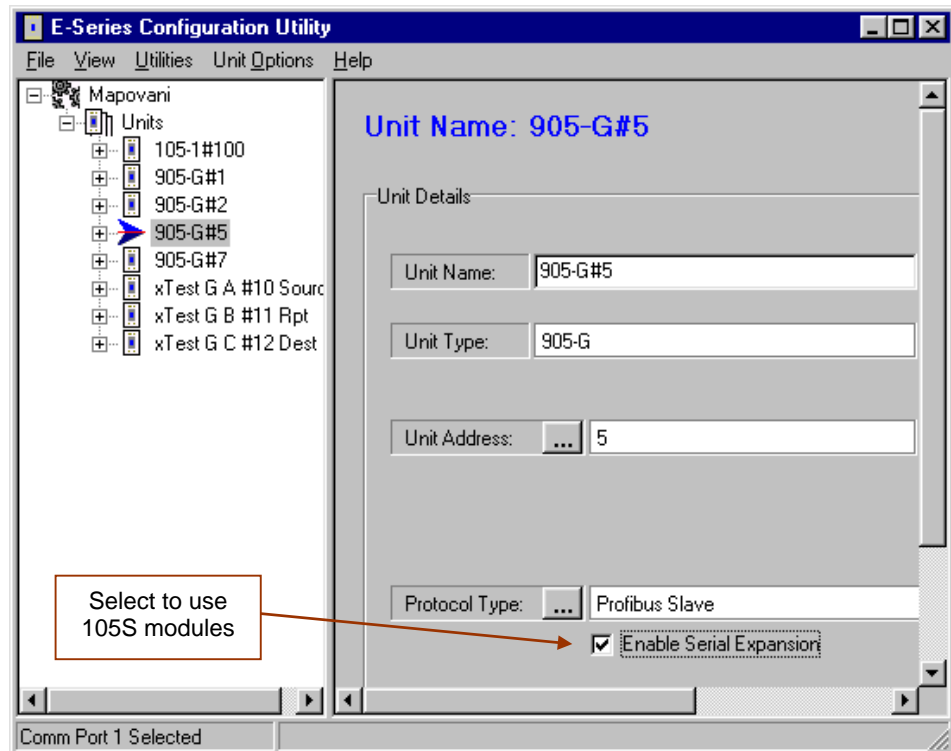 E-Series Configuration Utility
File View Utilities Unit Options Help
Mapovani
Units
105-1#100
905-G#1
905-G#2
905-G#5
905-G#7
xTest G A #10 Sourc
xTest G B #11 Rpt
xTest G C #12 Dest
Unit Name: 905-G#5
Unit Details
Unit Name: 905-G#5
Unit Type: 905-G
Unit Address: ... 5
Protocol Type: ... Profibus Slave
Enable Serial Expansion
Select to use
105S modules
Comm Port 1 Selected